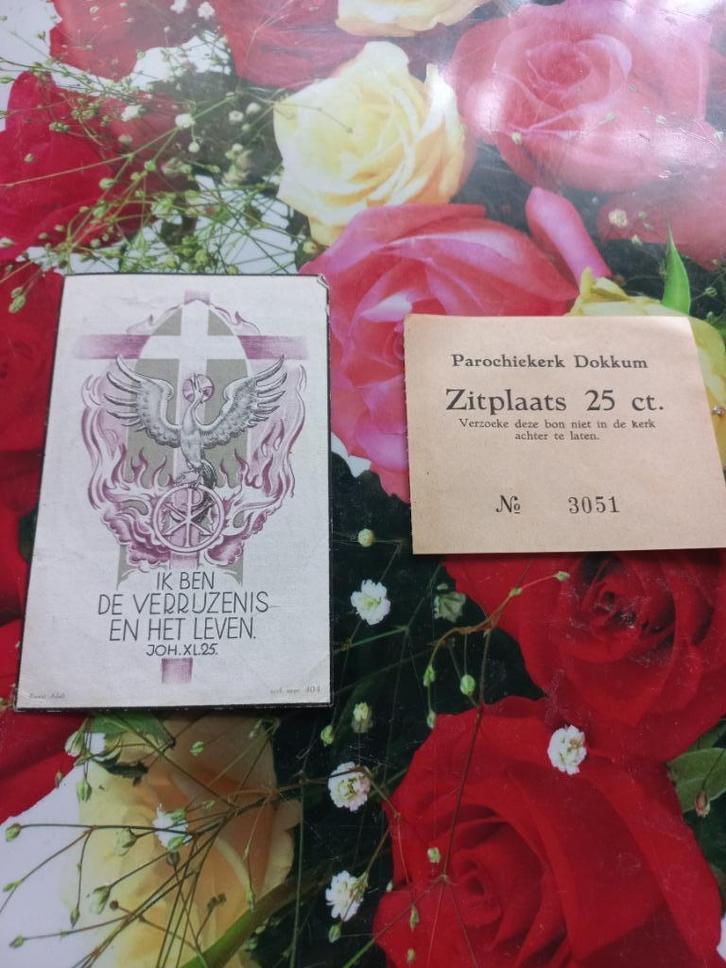 IK BEN
DE VERRIJZENIS
EN HET LEVEN.
JOH. XI.25.
404
Parochiekerk Dokkum
Zitplaats 25 ct.
Verzoeke deze bon niet in de kerk
achter te laten.
№ 3051